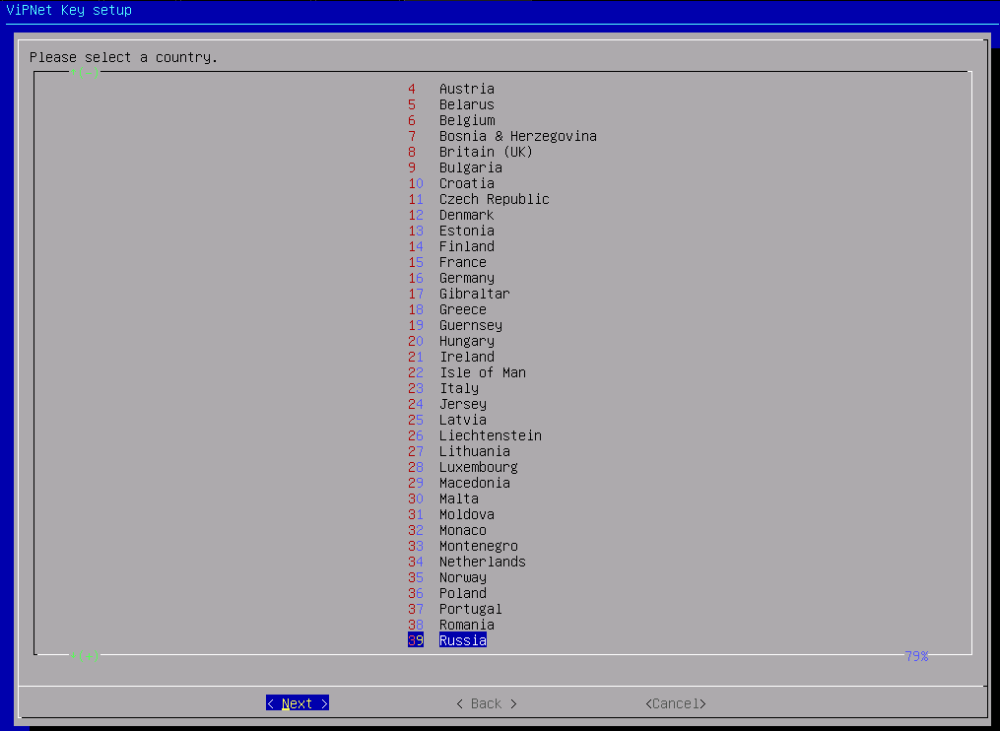 ViPNet Key setup
Please select a country.
^(-)
4 Austria
5 Belarus
6 Belgium
7 Bosnia & Herzegovina
8 Britain (UK)
9 Bulgaria
10 Croatia
11 Czech Republic
12 Denmark
13 Estonia
14 Finland
15 France
16 Germany
17 Gibraltar
18 Greece
19 Guernsey
20 Hungary
21 Ireland
22 Isle of Man
23 Italy
24 Jersey
25 Latvia
26 Liechtenstein
27 Lithuania
28 Luxembourg
29 Macedonia
30 Malta
31 Moldova
32 Monaco
33 Montenegro
34 Netherlands
35 Norway
36 Poland
37 Portugal
38 Romania
39 Russia
79%
< Next > < Back > <Cancel>